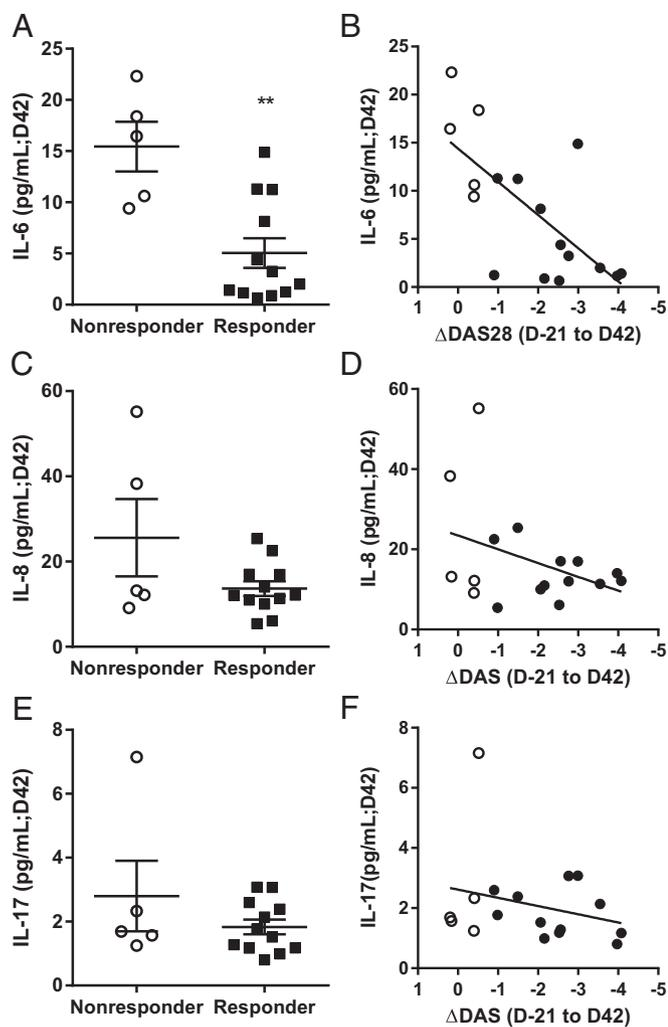 A
25
20
15
10
5
0
IL-6 (pg/mL;D42)
**
Nonresponder Responder
B
25
20
15
10
5
0
IL-6 (pg/mL;D42)
1 0 -1 -2 -3 -4 -5
ΔDAS28 (D-21 to D42)
C
60
40
20
0
IL-8 (pg/mL;D42)
Nonresponder Responder
D
60
40
20
0
IL-8 (pg/mL;D42)
1 0 -1 -2 -3 -4 -5
ΔDAS (D-21 to D42)
E
8
6
4
2
0
IL-17 (pg/mL;D42)
Nonresponder Responder
F
8
6
4
2
0
IL-17(pg/mL;D42)
1 0 -1 -2 -3 -4 -5
ΔDAS (D-21 to D42)